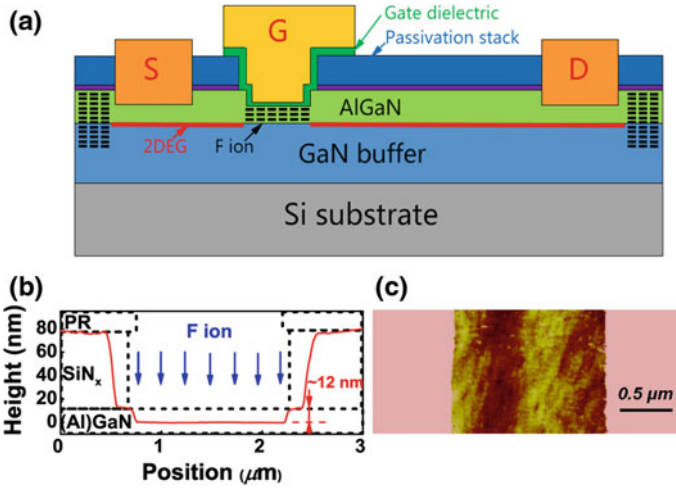 (a)
G
Gate dielectric
Passivation stack
S
D
AlGaN
2DEG
F ion
GaN buffer
Si substrate
(b)
(c)
Height (nm)
80
60
40
20
0
PR
SiNₓ
(Al)GaN
F ion
~12 nm
0 1 2 3
Position (μm)
0.5 μm